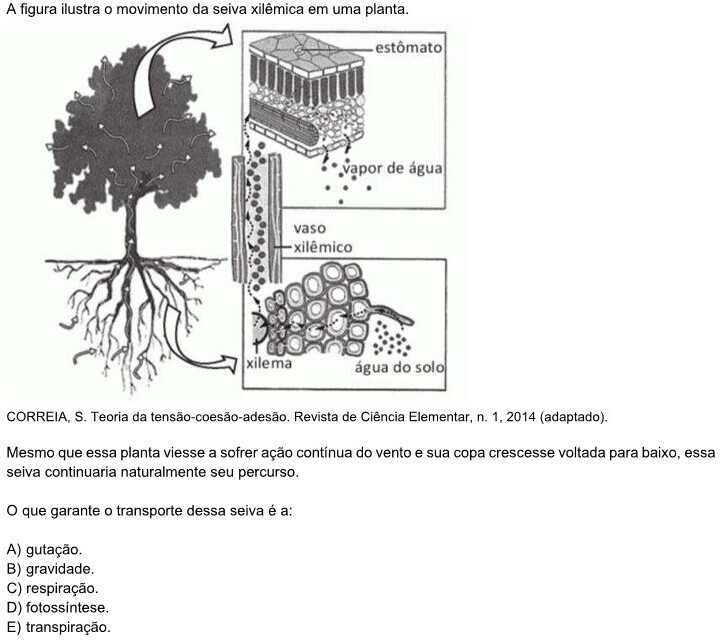 A figura ilustra o movimento da seiva xilêmica em uma planta.
estômato
vapor de água
vaso
xilêmico
xilema
água do solo
CORREIA, S. Teoria da tensão-coesão-adesão. Revista de Ciência Elementar, n. 1, 2014 (adaptado).
Mesmo que essa planta viesse a sofrer ação contínua do vento e sua copa crescesse voltada para baixo, essa
seiva continuaria naturalmente seu percurso.
O que garante o transporte dessa seiva é a:
A) gutação.
B) gravidade.
C) respiração.
D) fotossíntese.
E) transpiração.